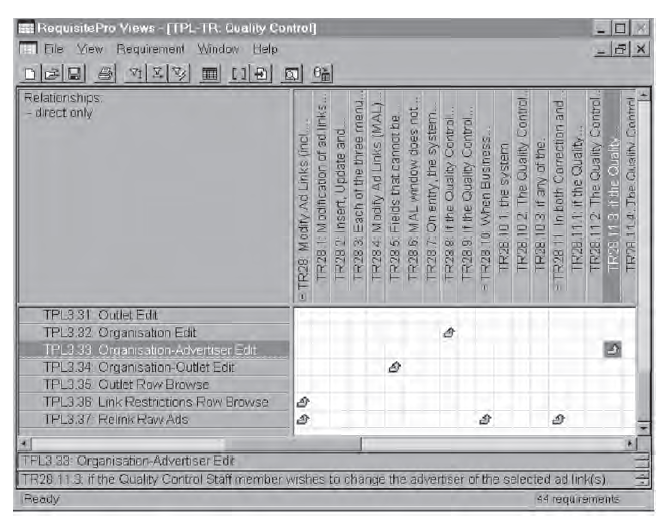 RequisitePro Views - [TPL-TR: Quality Control]
File View Requirement Window Help
Relationships:
- direct only
TR28: Modify Ad Links (incl...
TR28.1: Modification of ad links...
TR28.2: Insert, Update and...
TR28.3: Each of the three menu...
TR28.4: Modify Ad Links (MAL)...
TR28.5: Fields that cannot be...
TR28.6: MAL window does not...
TR28.7: On entry, the system...
TR28.8: if the Quality Control...
TR28.9: if the Quality Control...
TR28.10: When Business...
TR28.10.1: the system
TR28.10.2: The Quality Control...
TR28.10.3: if any of the...
TR28.11: In both Correction and...
TR28.11.1: if the Quality...
TR28.11.2: The Quality Control...
TR28.11.3: if the Quality
TR28.11.4: The Quality Control
TPL3.31: Outlet Edit
TPL3.32: Organisation Edit
TPL3.33: Organisation-Advertiser Edit
TPL3.34: Organisation-Outlet Edit
TPL3.35: Outlet Row Browse
TPL3.36: Link Restrictions Row Browse
TPL3.37: Relink Raw Ads
TPL3.33: Organisation-Advertiser Edit
TR28.11.3: if the Quality Control Staff member wishes to change the advertiser of the selected ad link(s)
Ready 44 requirements